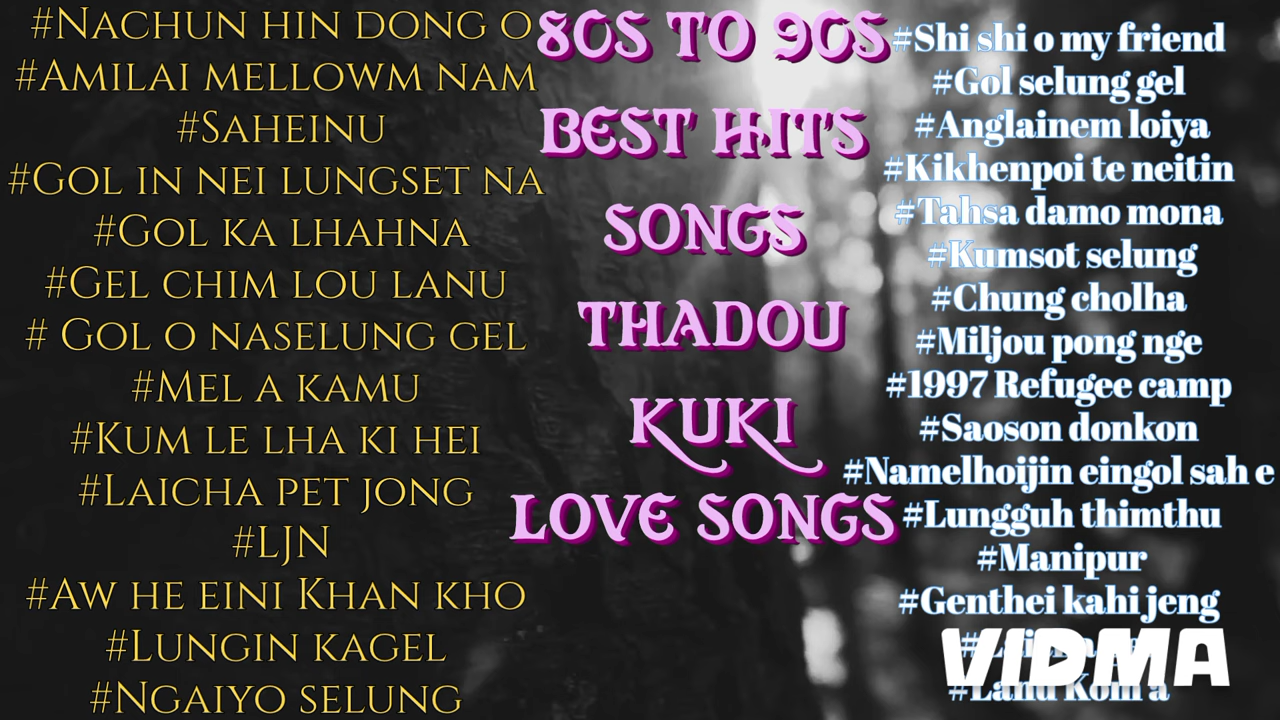 #Nachun hin dong o
#Amilai mellowm nam
#Saheinu
#Gol in nei lungset na
#Gol ka lhahna
#Gel chim lou lanu
# Gol o naselung gel
#Mel a kamu
#Kum le lha ki hei
#Laicha pet jong
#LJN
#Aw he eini Khan kho
#Lungin kagel
#Ngaiyo selung
80s to 90s
Best hits
songs
Thadou
Kuki
Love songs
#Shi shi o my friend
#Gol selung gel
#Anglainem loiya
#Kikhenpoi te neitin
#Tahsa damo mona
#Kumsot selung
#Chung cholha
#Miljou pong nge
#1997 Refugee camp
#Saoson donkon
#Namelhoijin eingol sah e
#Lungguh thimthu
#Manipur
#Genthei kahi jeng
#Lanu Kom a
VIDMA